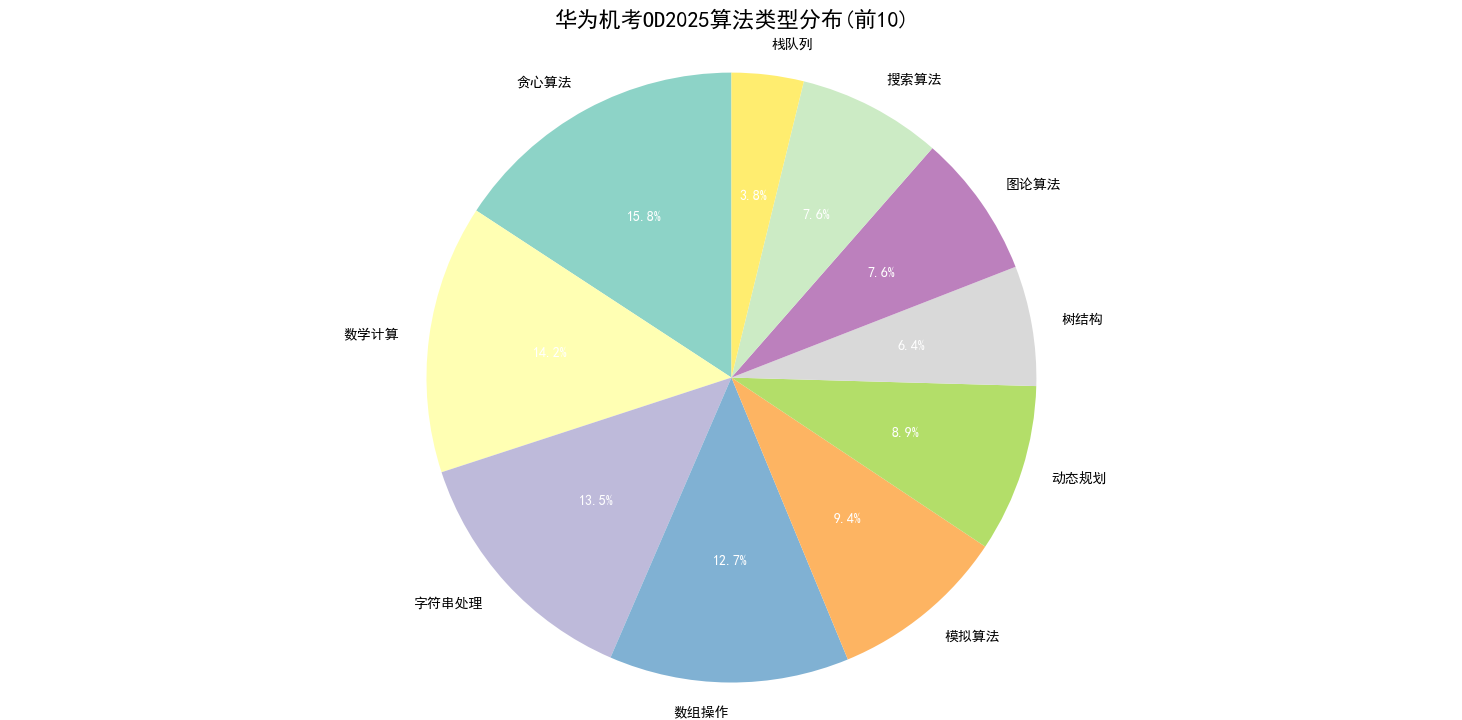 华为机考OD2025算法类型分布(前10)
栈队列
贪心算法
搜索算法
图论算法
3.8%
7.6%
15.8%
7.6%
树结构
数学计算
6.4%
8.9%
动态规划
13.5%
9.4%
12.7%
字符串处理
模拟算法
数组操作